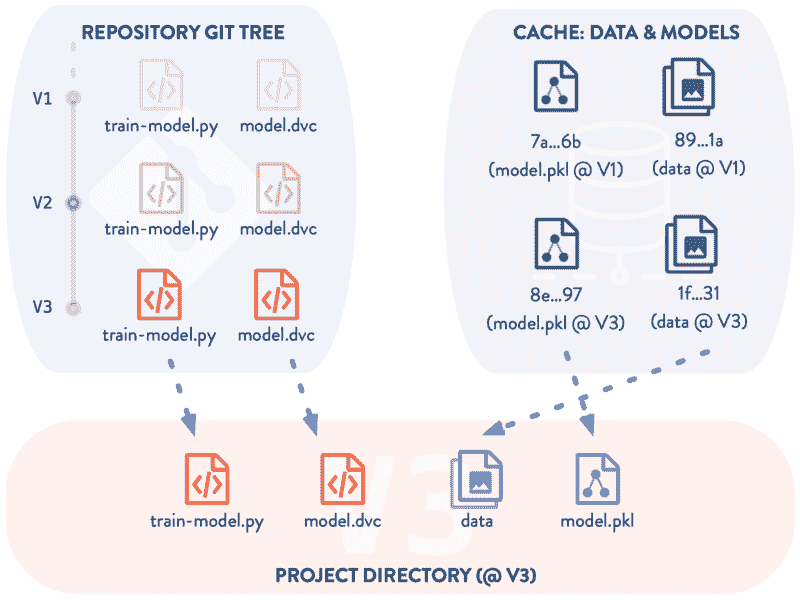 REPOSITORY GIT TREE
V1
train-model.py
model.dvc
V2
train-model.py
model.dvc
V3
train-model.py
model.dvc
CACHE: DATA & MODELS
7a...6b
(model.pkl @ V1)
89...1a
(data @ V1)
8e...97
(model.pkl @ V3)
1f...31
(data @ V3)
V3
train-model.py
model.dvc
data
model.pkl
PROJECT DIRECTORY (@ V3)